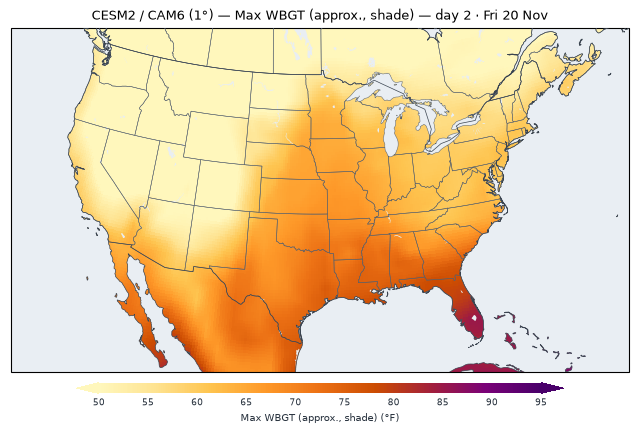 CESM2 / CAM6 (1°) — Max WBGT (approx., shade) — day 2 · Fri 20 Nov
50 55 60 65 70 75 80 85 90 95
Max WBGT (approx., shade) (°F)